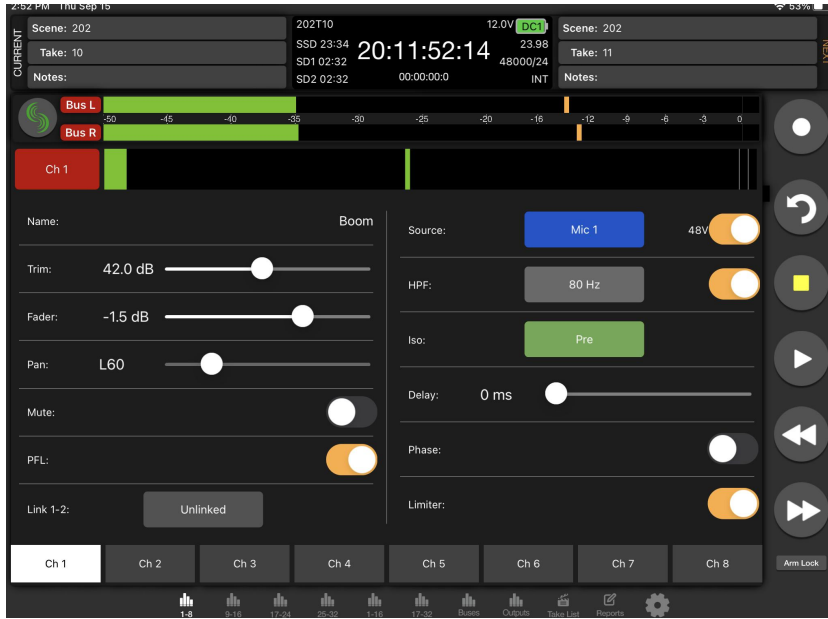 2:52 PM Thu Sep 15
53%
CURRENT
Scene: 202
Take: 10
Notes:
202T10
SSD 23:34
SD1 02:32
SD2 02:32
20:11:52:14
00:00:00:0
12.0V DC1
23.98
48000/24
INT
Scene: 202
Take: 11
Notes:
NEXT
Bus L
-50 -45 -40 -35 -30 -25 -20 -16 -12 -9 -6 -3 0
Bus R
Ch 1
Name: Boom
Trim: 42.0 dB
Fader: -1.5 dB
Pan: L60
Mute:
PFL:
Link 1-2: Unlinked
Source: Mic 1 48V
HPF: 80 Hz
Iso: Pre
Delay: 0 ms
Phase:
Limiter:
Ch 1 Ch 2 Ch 3 Ch 4 Ch 5 Ch 6 Ch 7 Ch 8
Arm Lock
1-8 9-16 17-24 25-32 1-16 17-32 Buses Outputs Take List Reports